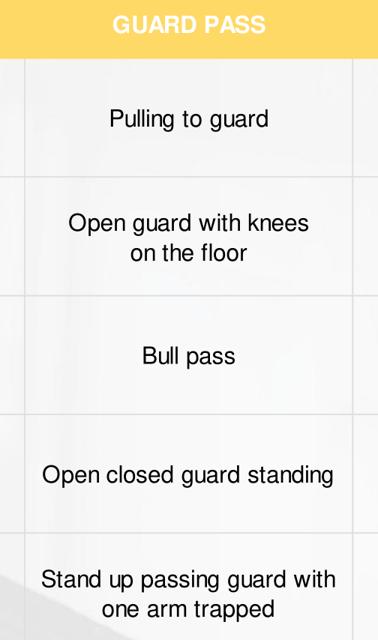 GUARD PASS
Pulling to guard
Open guard with knees
on the floor
Bull pass
Open closed guard standing
Stand up passing guard with
one arm trapped